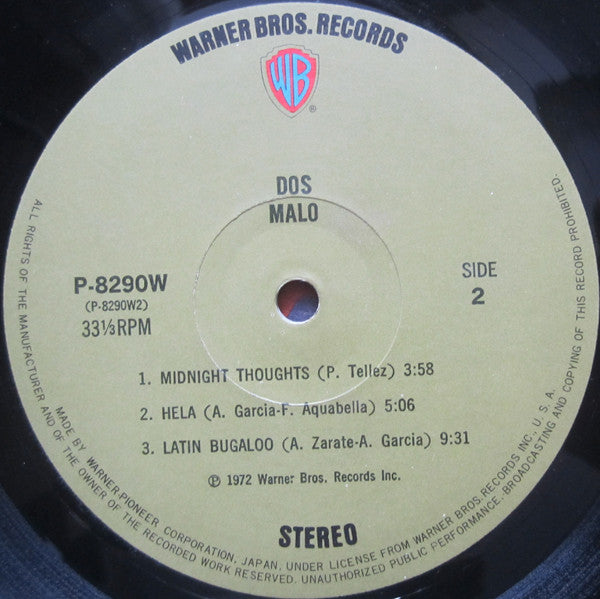 WARNER BROS. RECORDS
WB
®
DOS
MALO
P-8290W
(P-8290W2)
33⅓RPM
SIDE
2
1. MIDNIGHT THOUGHTS (P. Tellez) 3:58
2. HELA (A. Garcia-F. Aquabella) 5:06
3. LATIN BUGALOO (A. Zarate-A. Garcia) 9:31
℗ 1972 Warner Bros. Records Inc.
STEREO
MADE BY WARNER-PIONEER CORPORATION, JAPAN, UNDER LICENSE FROM WARNER BROS. RECORDS INC., U.S.A.
ALL RIGHTS OF THE MANUFACTURER AND OF THE OWNER OF THE RECORDED WORK RESERVED. UNAUTHORIZED PUBLIC PERFORMANCE, BROADCASTING AND COPYING OF THIS RECORD PROHIBITED.